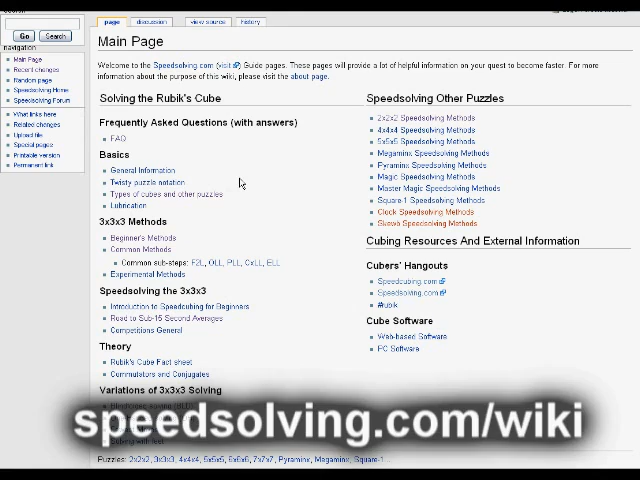 search
Go Search
navigation
Main Page
Recent changes
Random page
Speedsolving Home
Speedsolving Forum
What links here
Related changes
Upload file
Special pages
Printable version
Permanent link
page discussion view source history
Main Page
Welcome to the Speedsolving.com (visit) Guide pages. These pages will provide a lot of helpful information on your quest to become faster. For more
information about the purpose of this wiki, please visit the about page.
Solving the Rubik's Cube
Frequently Asked Questions (with answers)
FAQ
Basics
General Information
Twisty puzzle notation
Types of cubes and other puzzles
Lubrication
3x3x3 Methods
Beginner's Methods
Common Methods
Common sub-steps: F2L, OLL, PLL, CxLL, ELL
Experimental Methods
Speedsolving the 3x3x3
Introduction to Speedcubing for Beginners
Road to Sub-15 Second Averages
Competitions General
Theory
Rubik's Cube Fact sheet
Commutators and Conjugates
Variations of 3x3x3 Solving
Speedsolving Other Puzzles
2x2x2 Speedsolving Methods
4x4x4 Speedsolving Methods
5x5x5 Speedsolving Methods
Megaminx Speedsolving Methods
Pyraminx Speedsolving Methods
Magic Speedsolving Methods
Master Magic Speedsolving Methods
Square-1 Speedsolving Methods
Clock Speedsolving Methods
Skewb Speedsolving Methods
Cubing Resources And External Information
Cubers' Hangouts
Speedcubing.com
Speedsolving.com
#rubik
Cube Software
Web-based Software
PC Software
speedsolving.com/wiki
Puzzles: 2x2x2, 3x3x3, 4x4x4, 5x5x5, 6x6x6, 7x7x7, Pyraminx, Megaminx, Square-1...